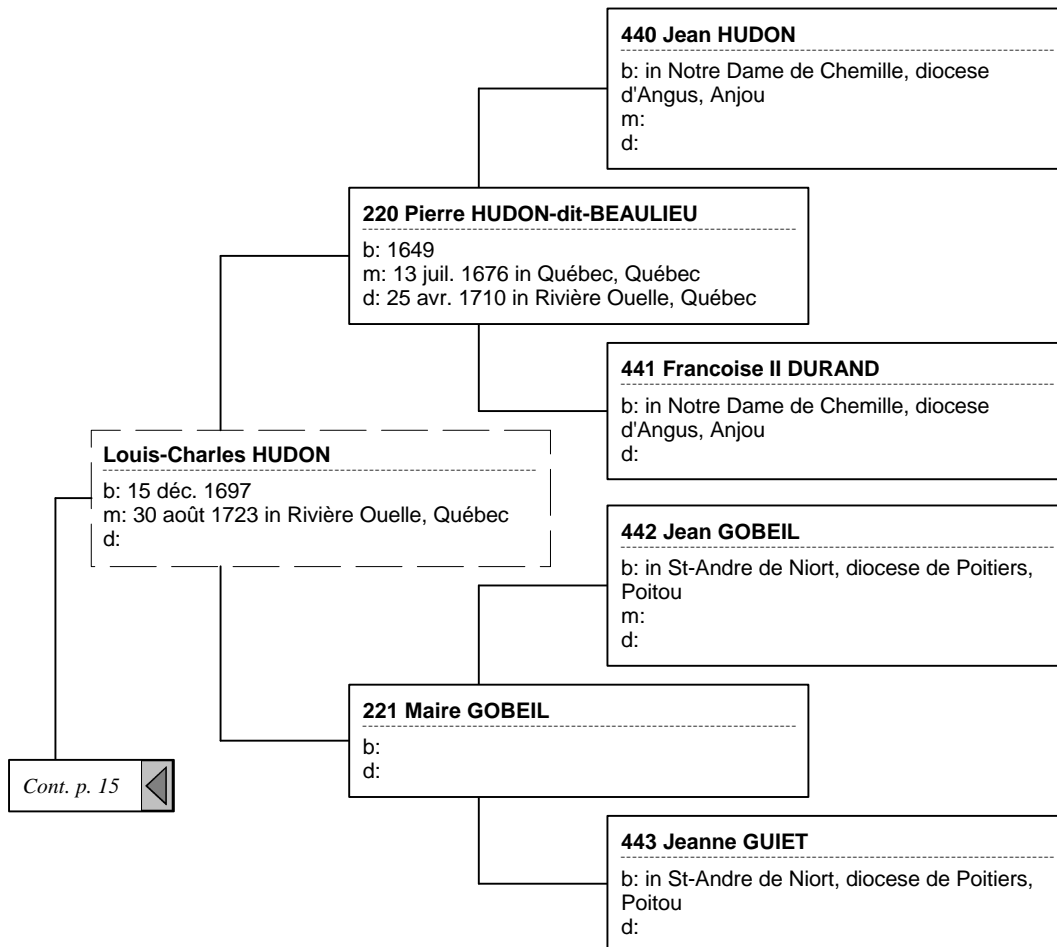 440 Jean HUDON
b: in Notre Dame de Chemille, diocese
d'Angus, Anjou
m:
d:
220 Pierre HUDON-dit-BEAULIEU
b: 1649
m: 13 juil. 1676 in Québec, Québec
d: 25 avr. 1710 in Rivière Ouelle, Québec
441 Francoise II DURAND
b: in Notre Dame de Chemille, diocese
d'Angus, Anjou
d:
Louis-Charles HUDON
b: 15 déc. 1697
m: 30 août 1723 in Rivière Ouelle, Québec
d:
442 Jean GOBEIL
b: in St-Andre de Niort, diocese de Poitiers,
Poitou
m:
d:
221 Maire GOBEIL
b:
d:
Cont. p. 15
443 Jeanne GUIET
b: in St-Andre de Niort, diocese de Poitiers,
Poitou
d: